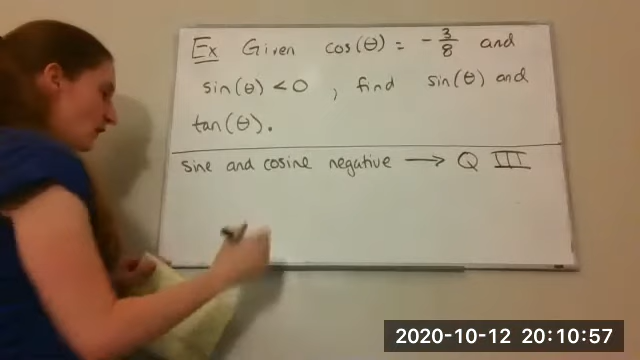 Ex Given cos(θ) = -3/8 and
sin(θ) < 0 , find sin(θ) and
tan(θ).
sine and cosine negative → Q III
2020-10-12 20:10:57